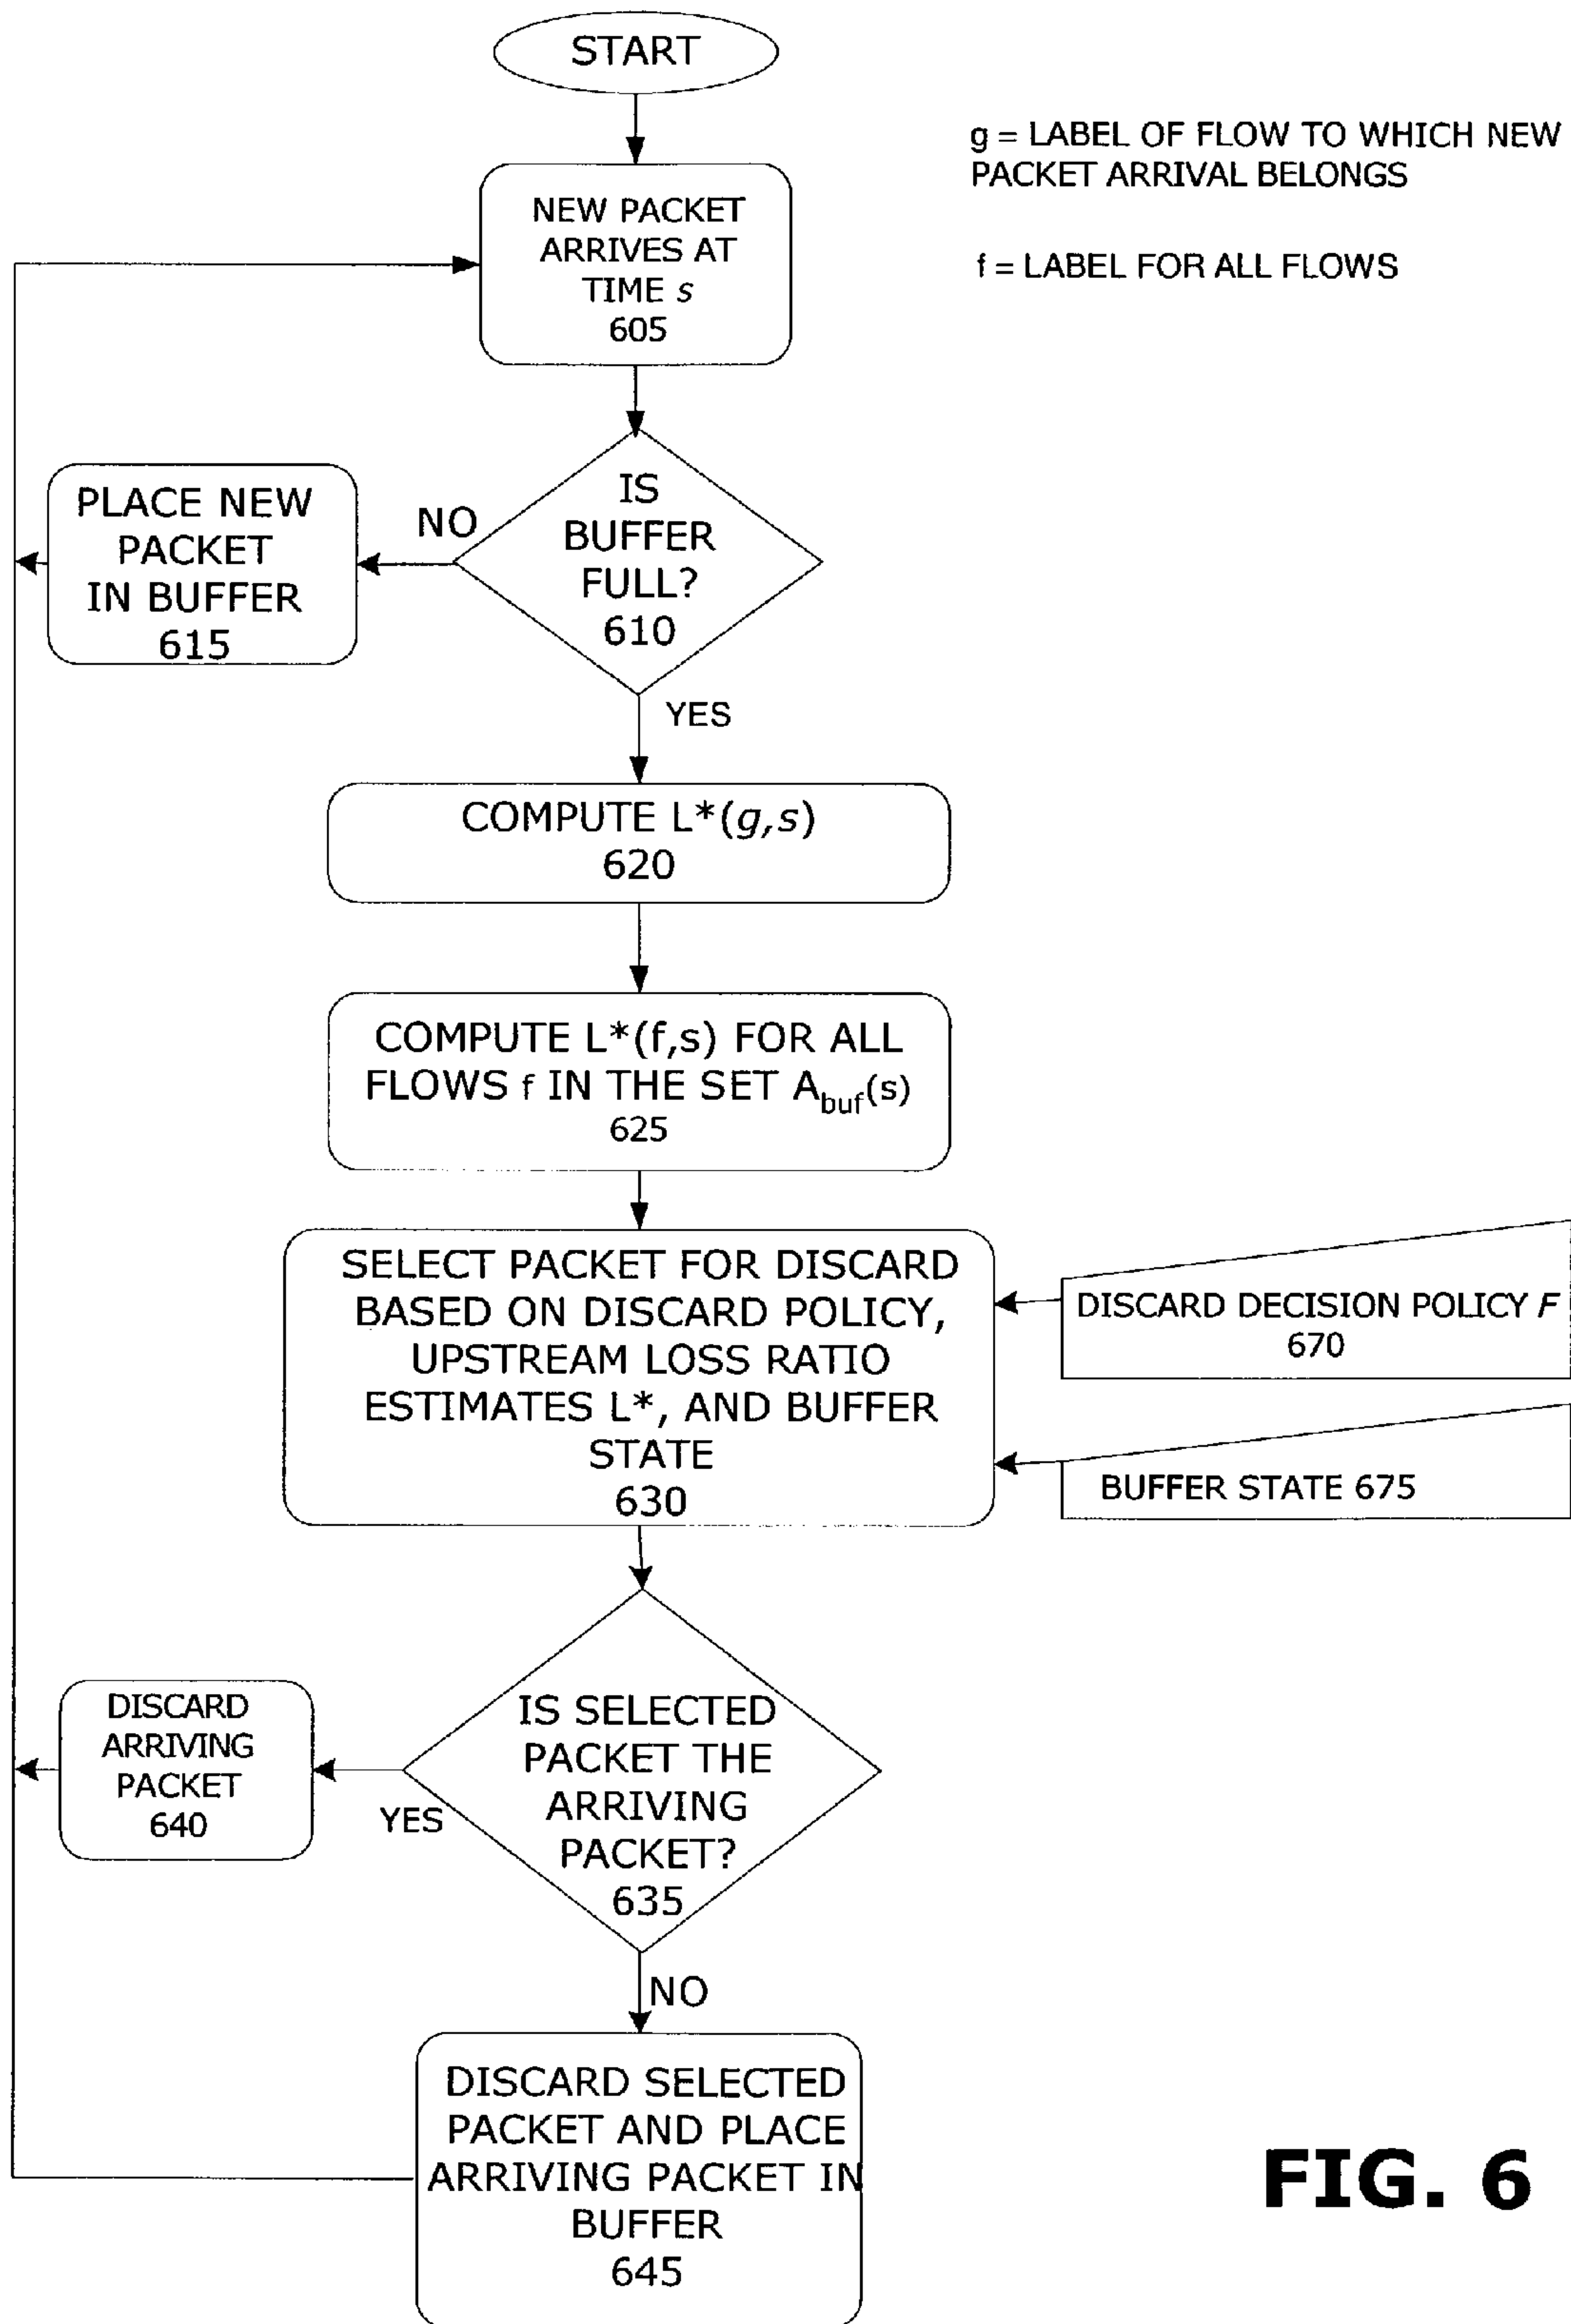 START
g = LABEL OF FLOW TO WHICH NEW
PACKET ARRIVAL BELONGS
f = LABEL FOR ALL FLOWS
NEW PACKET
ARRIVES AT
TIME s
605
IS
BUFFER
FULL?
610
NO
PLACE NEW
PACKET
IN BUFFER
615
YES
COMPUTE L*(g,s)
620
COMPUTE L*(f,s) FOR ALL
FLOWS f IN THE SET Abuf(s)
625
SELECT PACKET FOR DISCARD
BASED ON DISCARD POLICY,
UPSTREAM LOSS RATIO
ESTIMATES L*, AND BUFFER
STATE
630
DISCARD DECISION POLICY F
670
BUFFER STATE 675
IS SELECTED
PACKET THE
ARRIVING
PACKET?
635
YES
DISCARD
ARRIVING
PACKET
640
NO
DISCARD SELECTED
PACKET AND PLACE
ARRIVING PACKET IN
BUFFER
645
FIG. 6